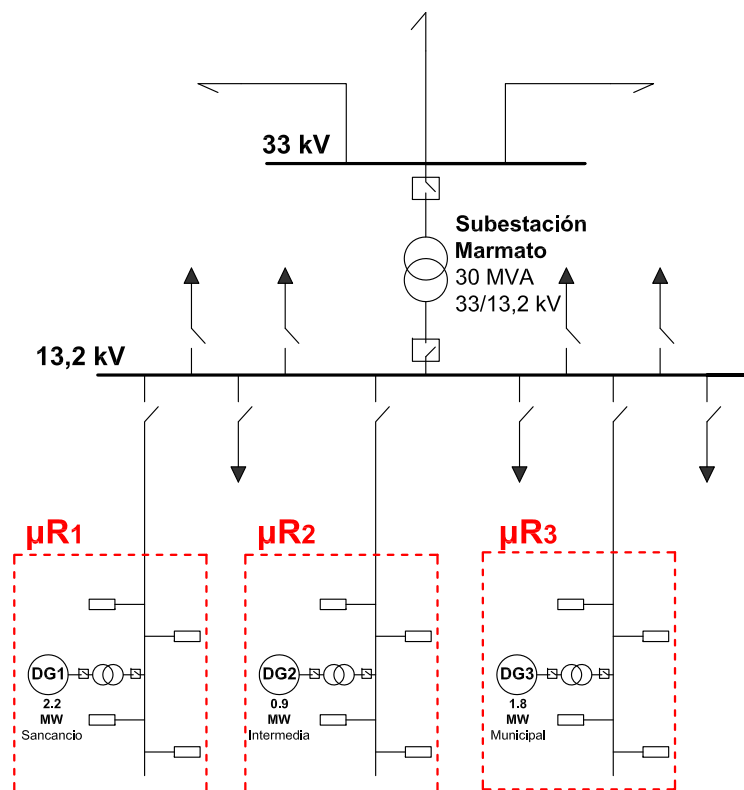 33 kV
Subestación
Marmato
30 MVA
33/13,2 kV
13,2 kV
µR1
µR2
µR3
DG1
2.2
MW
Sancancio
DG2
0.9
MW
Intermedia
DG3
1.8
MW
Municipal